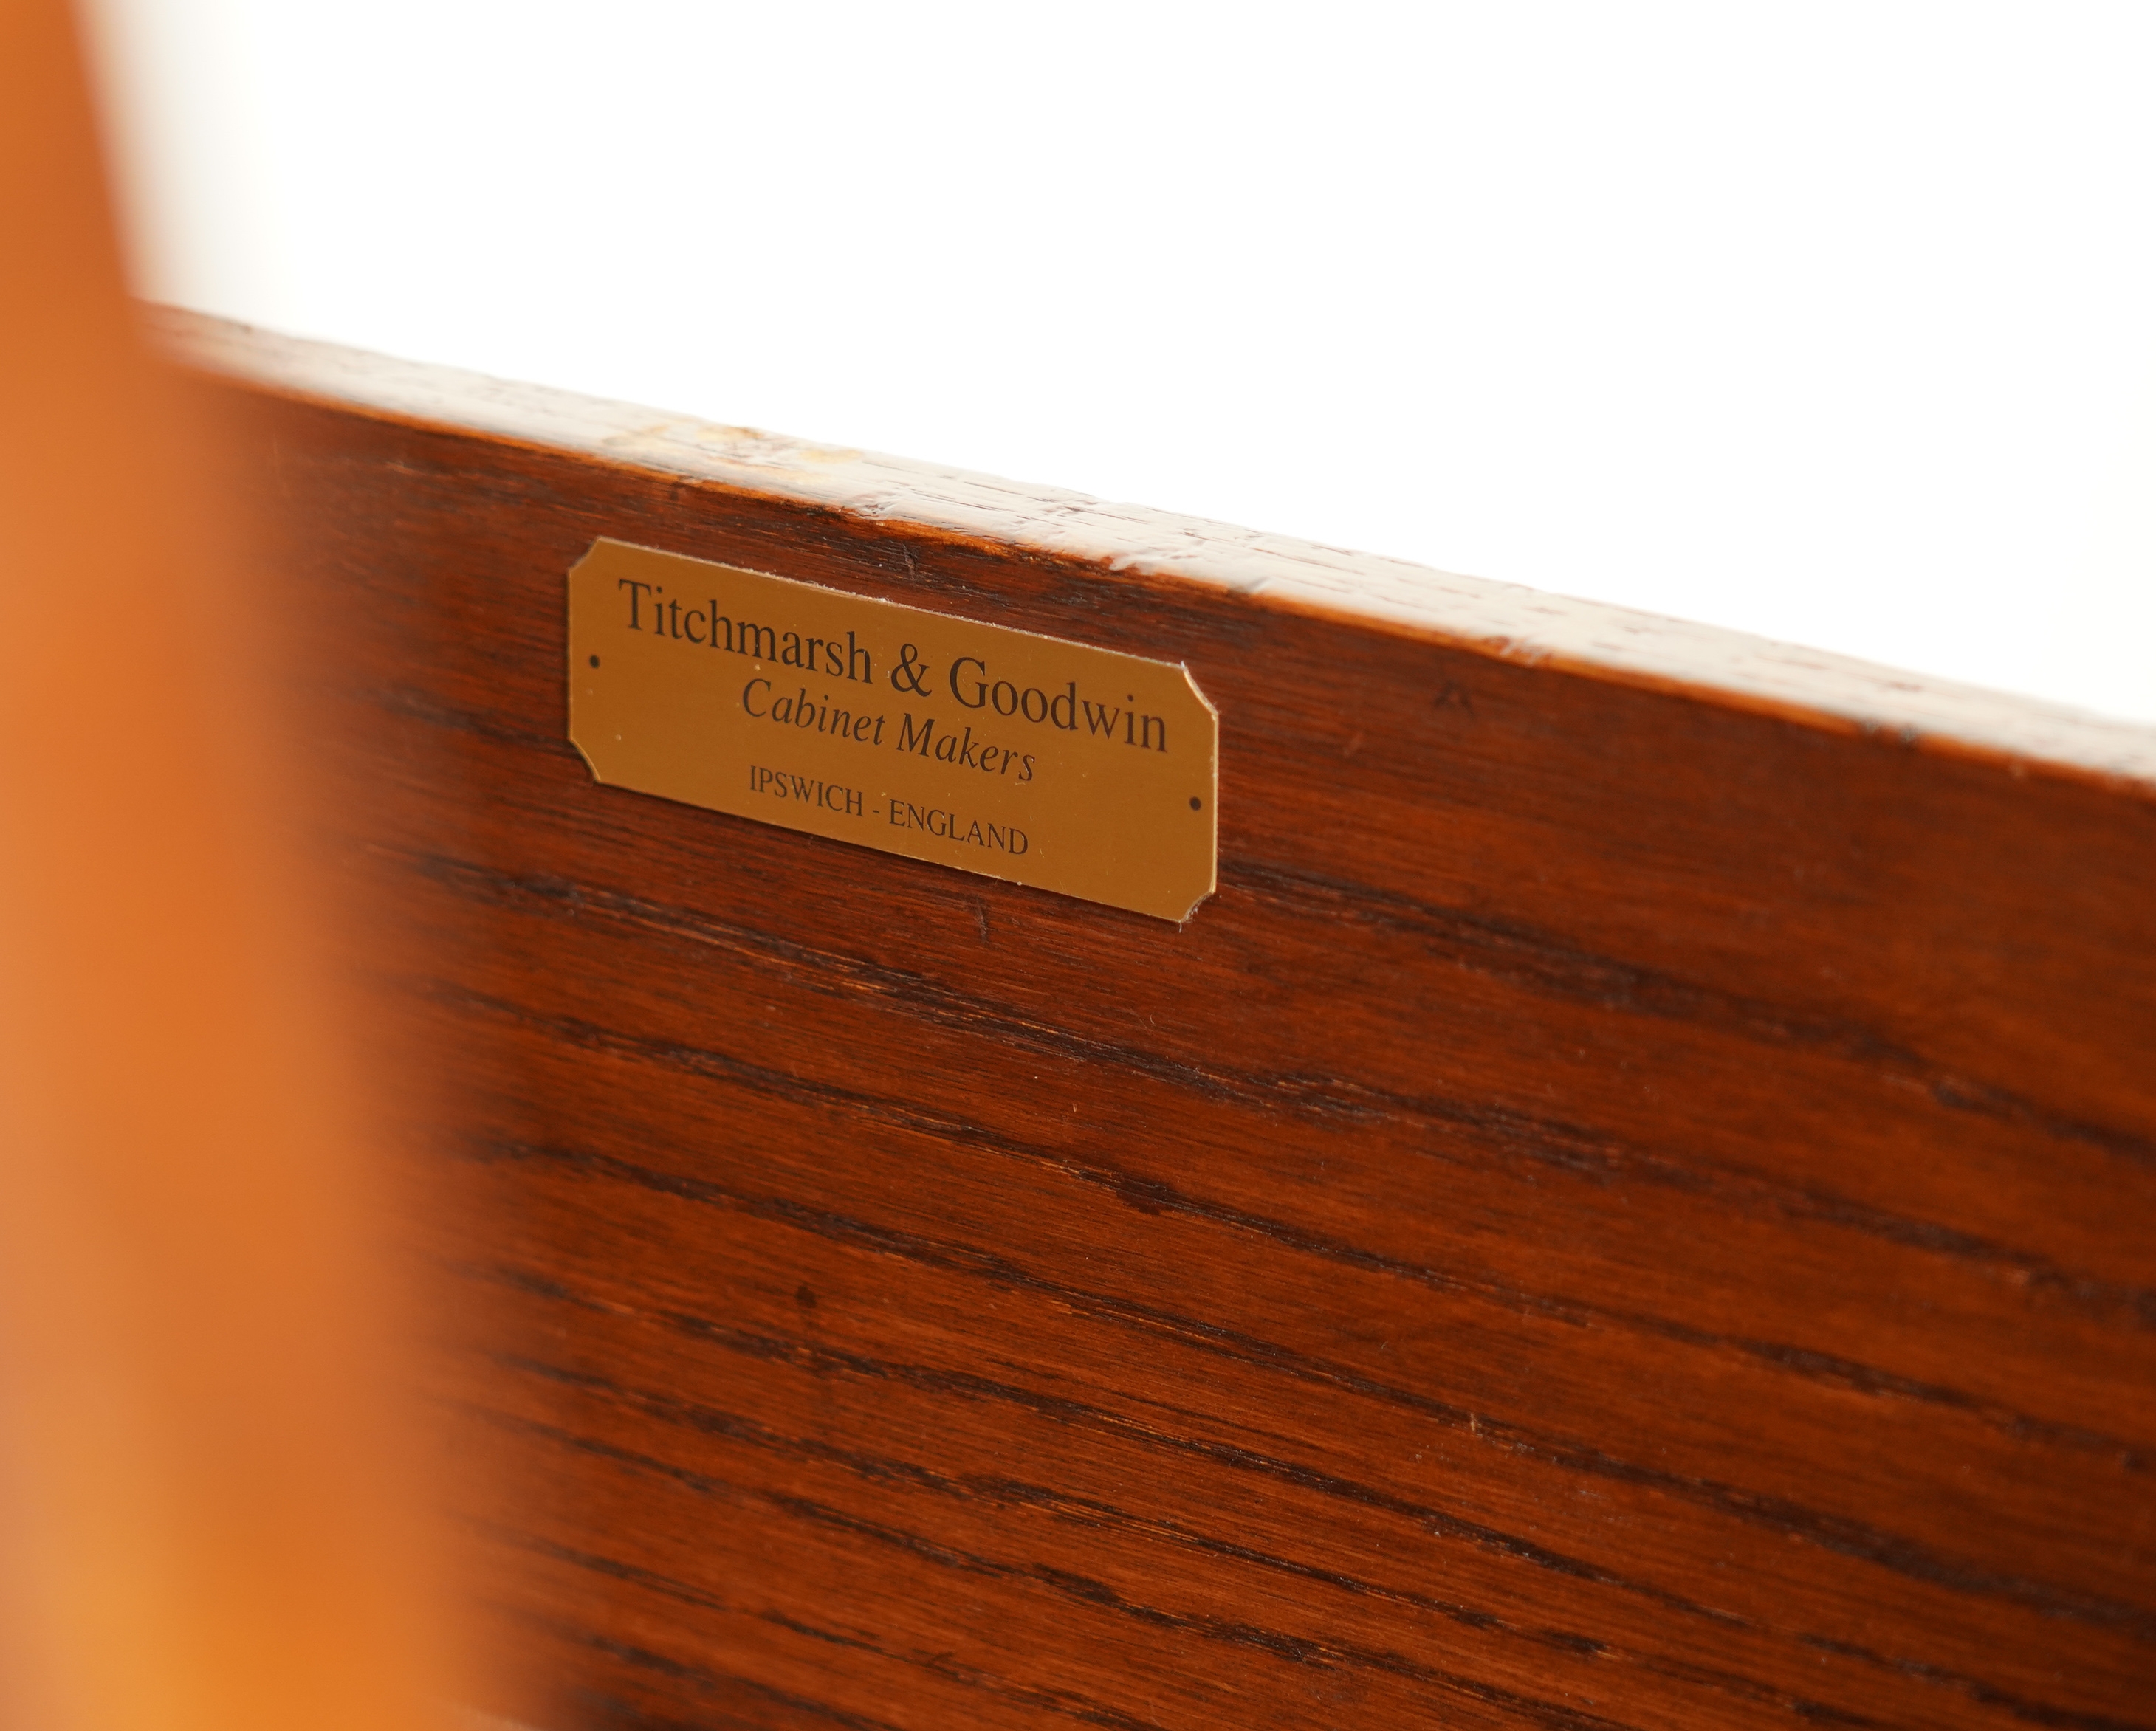 Titchmarsh & Goodwin
Cabinet Makers
IPSWICH - ENGLAND